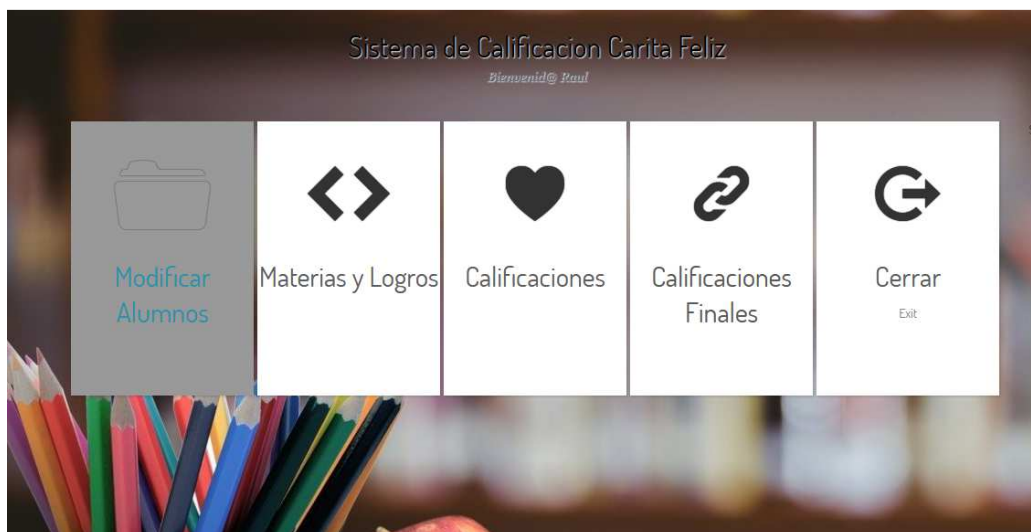 Sistema de Calificacion Carita Feliz
Bienvenid@ Raul
Modificar
Alumnos
Materias y Logros
Calificaciones
Calificaciones
Finales
Cerrar
Exit